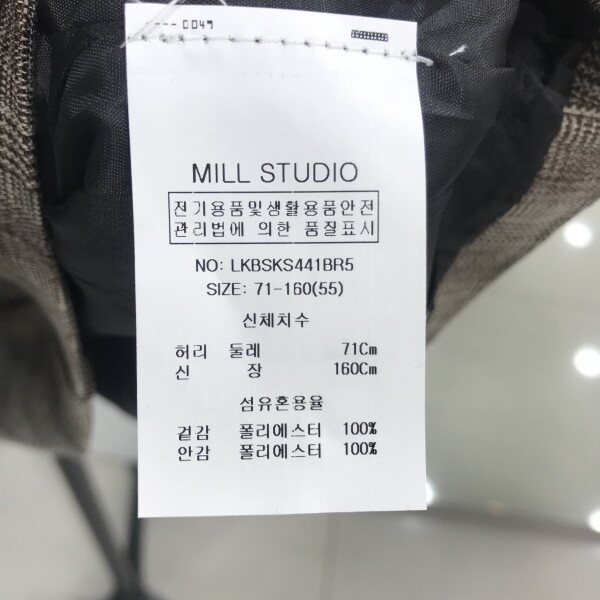 ---0049
MILL STUDIO
전기용품및생활용품안전
관리법에 의한 품질표시
NO: LKBSKS441BR5
SIZE: 71-160(55)
신체치수
허리 둘레 71Cm
신 장 160Cm
섬유혼용율
겉감 폴리에스터 100%
안감 폴리에스터 100%